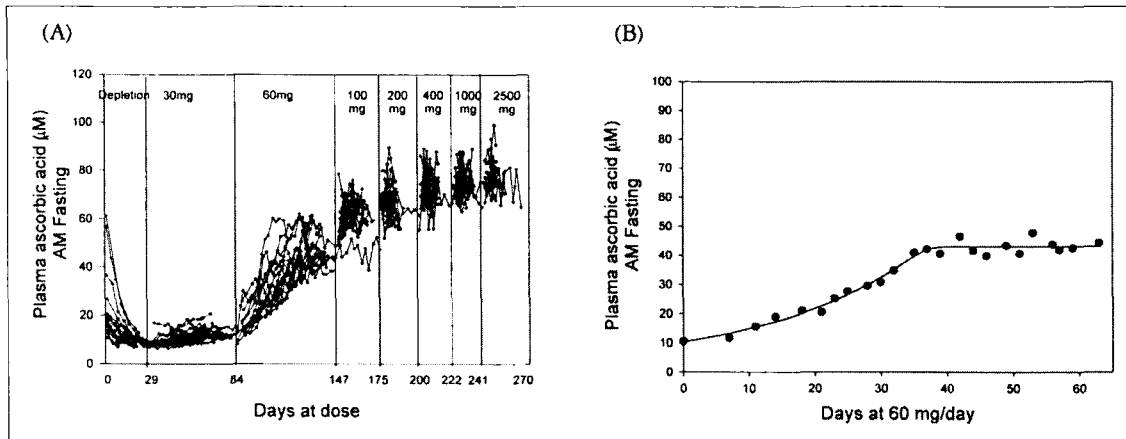 (A)
Plasma ascorbic acid (µM)
AM Fasting
120
100
80
60
40
20
0
Depletion 30mg 60mg 100 200 400 1000 2500
mg mg mg mg mg
0 29 84 147 175 200 222 241 270
Days at dose
(B)
Plasma ascorbic acid (µM)
AM Fasting
100
90
80
70
60
50
40
30
20
10
0
0 10 20 30 40 50 60
Days at 60 mg/day